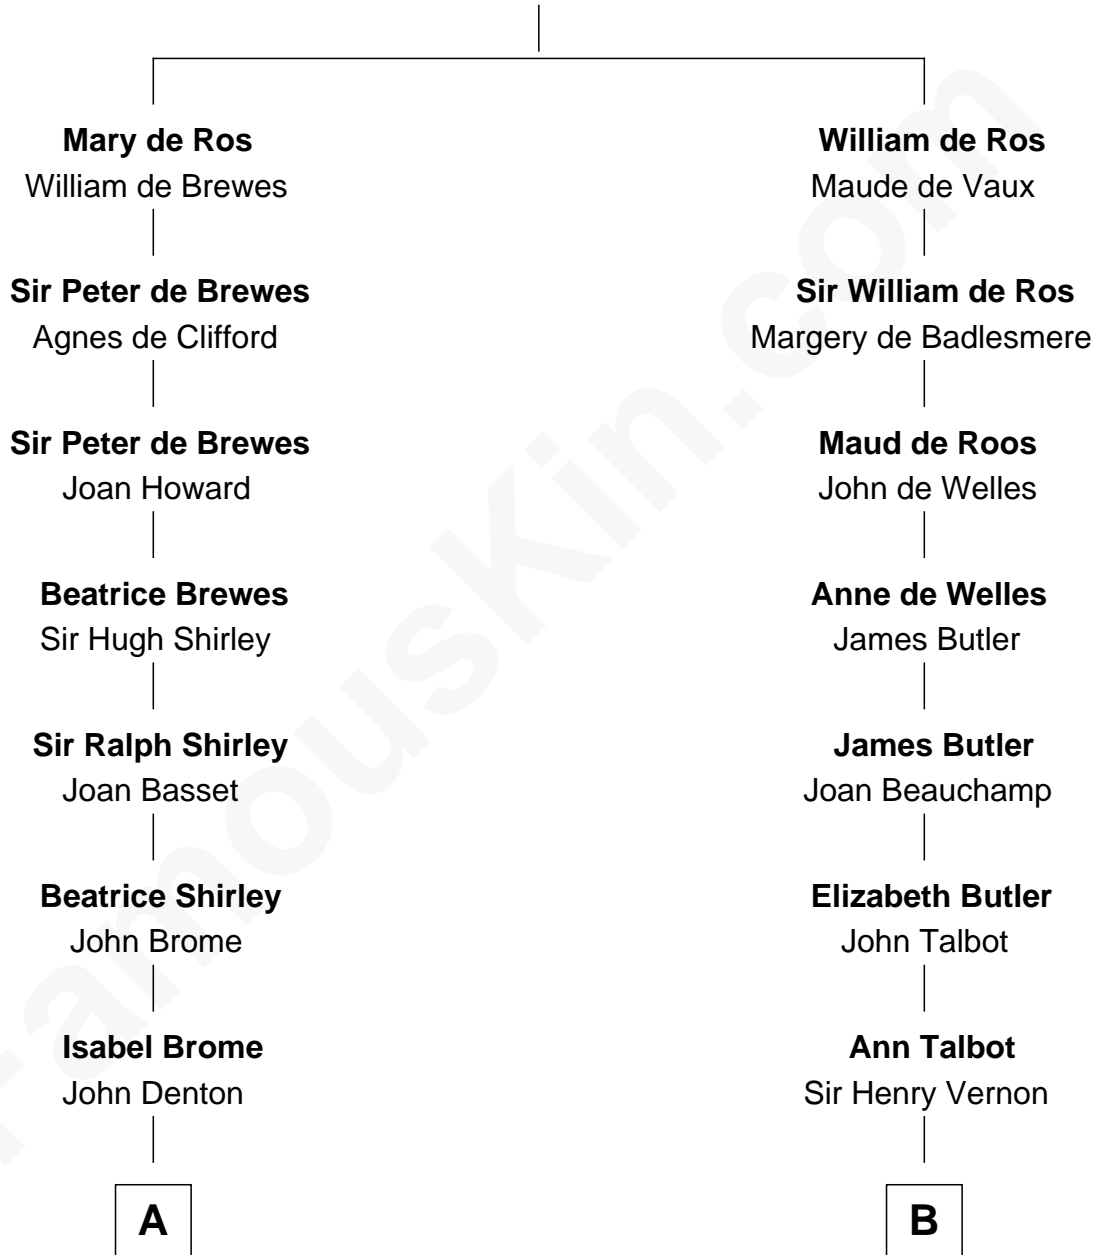 Mary de Ros
William de Brewes
Sir Peter de Brewes
Agnes de Clifford
Sir Peter de Brewes
Joan Howard
Beatrice Brewes
Sir Hugh Shirley
Sir Ralph Shirley
Joan Basset
Beatrice Shirley
John Brome
Isabel Brome
John Denton
A
William de Ros
Maude de Vaux
Sir William de Ros
Margery de Badlesmere
Maud de Roos
John de Welles
Anne de Welles
James Butler
James Butler
Joan Beauchamp
Elizabeth Butler
John Talbot
Ann Talbot
Sir Henry Vernon
B
FamousKin.com